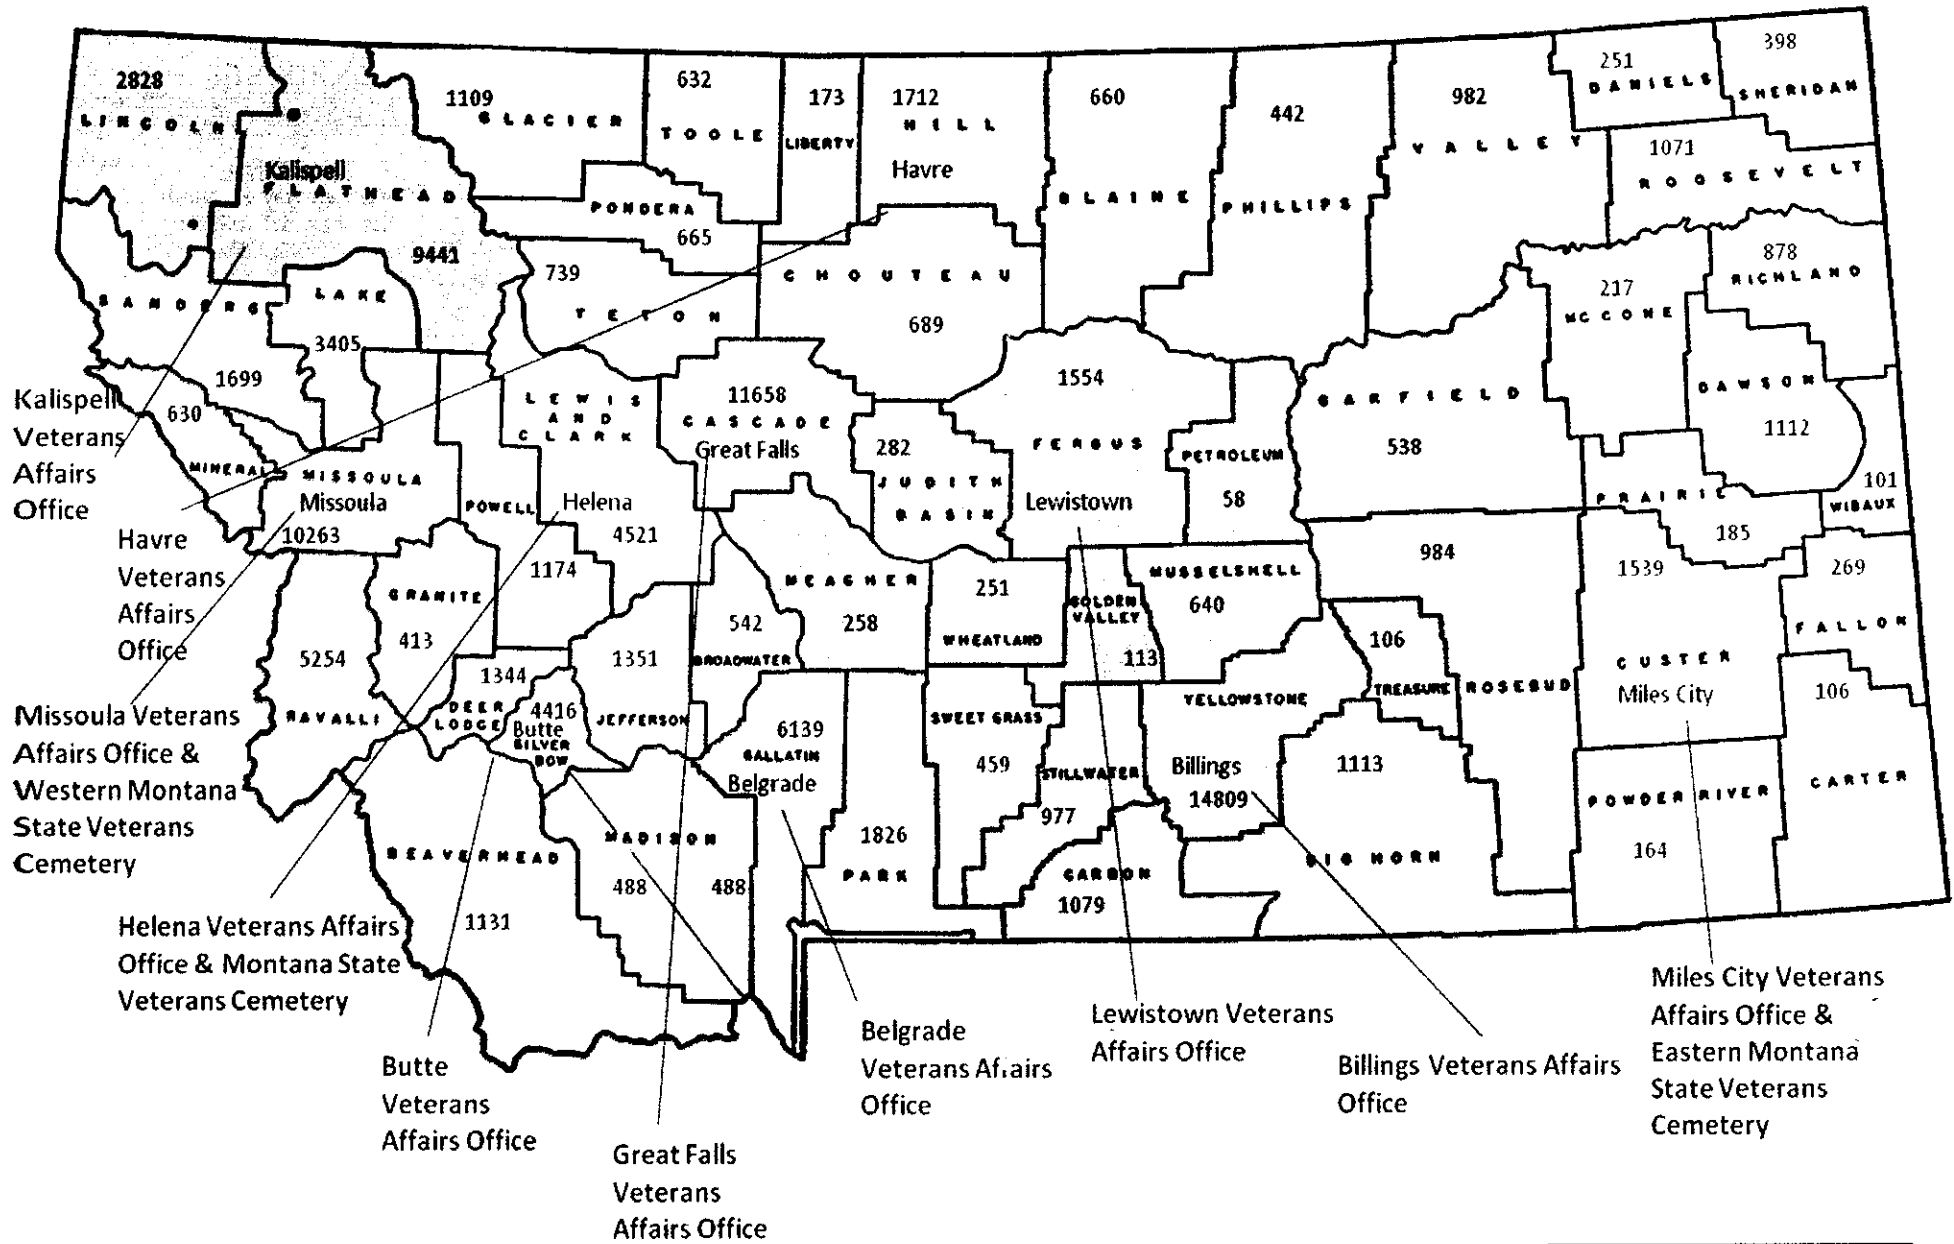 2828
LINCOLN
Kalispell
FLATHEAD
9441
1109
GLACIER
632
TOOLE
173
LIBERTY
1712
HILL
Havre
660
BLAINE
442
PHILLIPS
982
VALLEY
251
DANIELS
398
SHERIDAN
1071
ROOSEVELT
PONDERA
665
739
TETON
CHOUTEAU
689
878
RICHLAND
217
MCCONE
SANDERS
1699
LAKE
3405
630
MINERAL
MISSOULA
Missoula
10263
POWELL
1174
LEWIS
AND
CLARK
Helena
4521
11658
CASCADE
Great Falls
282
JUDITH
BASIN
1554
FERGUS
Lewistown
PETROLEUM
58
GARFIELD
538
DAWSON
1112
PRAIRIE
185
101
WIBAUX
GRANITE
413
5254
RAVALLI
1344
DEER
LODGE
4416
Butte
SILVER
BOW
1351
JEFFERSON
542
BROADWATER
MEAGHER
258
251
WHEATLAND
GOLDEN
VALLEY
113
MUSSELSHELL
640
106
TREASURE
984
ROSEBUD
1539
CUSTER
Miles City
269
FALLON
106
CARTER
BEAVERHEAD
1131
MADISON
488
488
6139
GALLATIN
Belgrade
1826
PARK
SWEET GRASS
459
STILLWATER
977
CARBON
1079
YELLOWSTONE
Billings
14809
1113
BIG HORN
POWDER RIVER
164
Kalispell
Veterans
Affairs
Office
Havre
Veterans
Affairs
Office
Missoula Veterans
Affairs Office &
Western Montana
State Veterans
Cemetery
Helena Veterans Affairs
Office & Montana State
Veterans Cemetery
Butte
Veterans
Affairs Office
Great Falls
Veterans
Affairs Office
Belgrade
Veterans Affairs
Office
Lewistown Veterans
Affairs Office
Billings Veterans Affairs
Office
Miles City Veterans
Affairs Office &
Eastern Montana
State Veterans
Cemetery